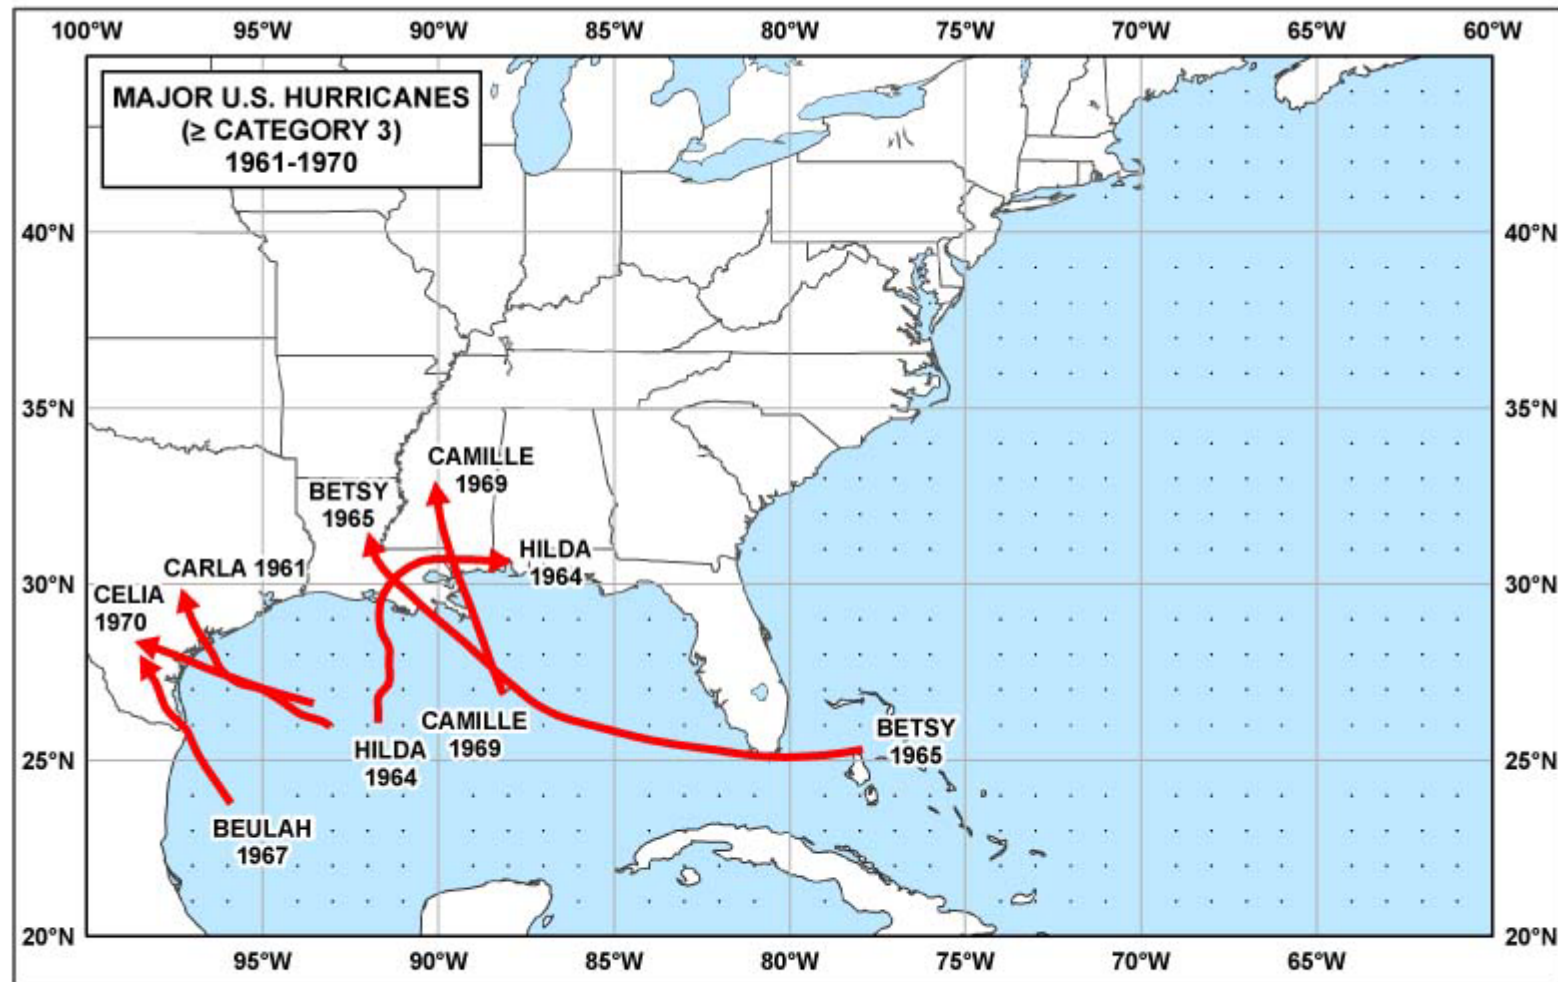 100°W 95°W 90°W 85°W 80°W 75°W 70°W 65°W 60°W
MAJOR U.S. HURRICANES
(≥ CATEGORY 3)
1961-1970
40°N 40°N
35°N 35°N
CAMILLE
1969
BETSY
1965
HILDA
1964
CARLA 1961
30°N 30°N
CELIA
1970
CAMILLE
1969
BETSY
1965
HILDA
1964
25°N 25°N
BEULAH
1967
20°N 20°N
95°W 90°W 85°W 80°W 75°W 70°W 65°W